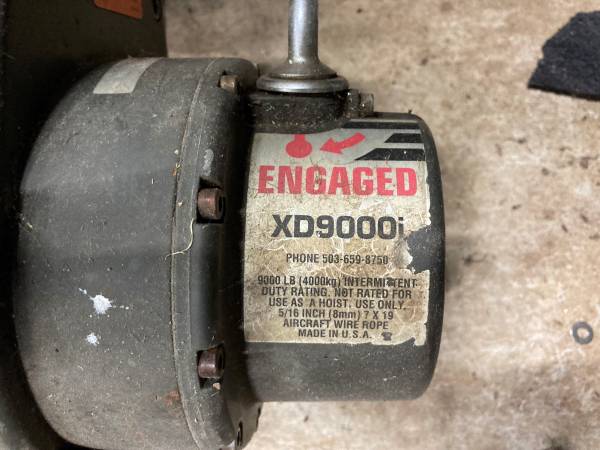 ENGAGED
XD9000i
PHONE 503-659-8750
9000 LB (4000kg) INTERMITTENT
DUTY RATING. NOT RATED FOR
USE AS A HOIST. USE ONLY.
5/16 INCH (8mm) 7 X 19
AIRCRAFT WIRE ROPE
MADE IN U.S.A.